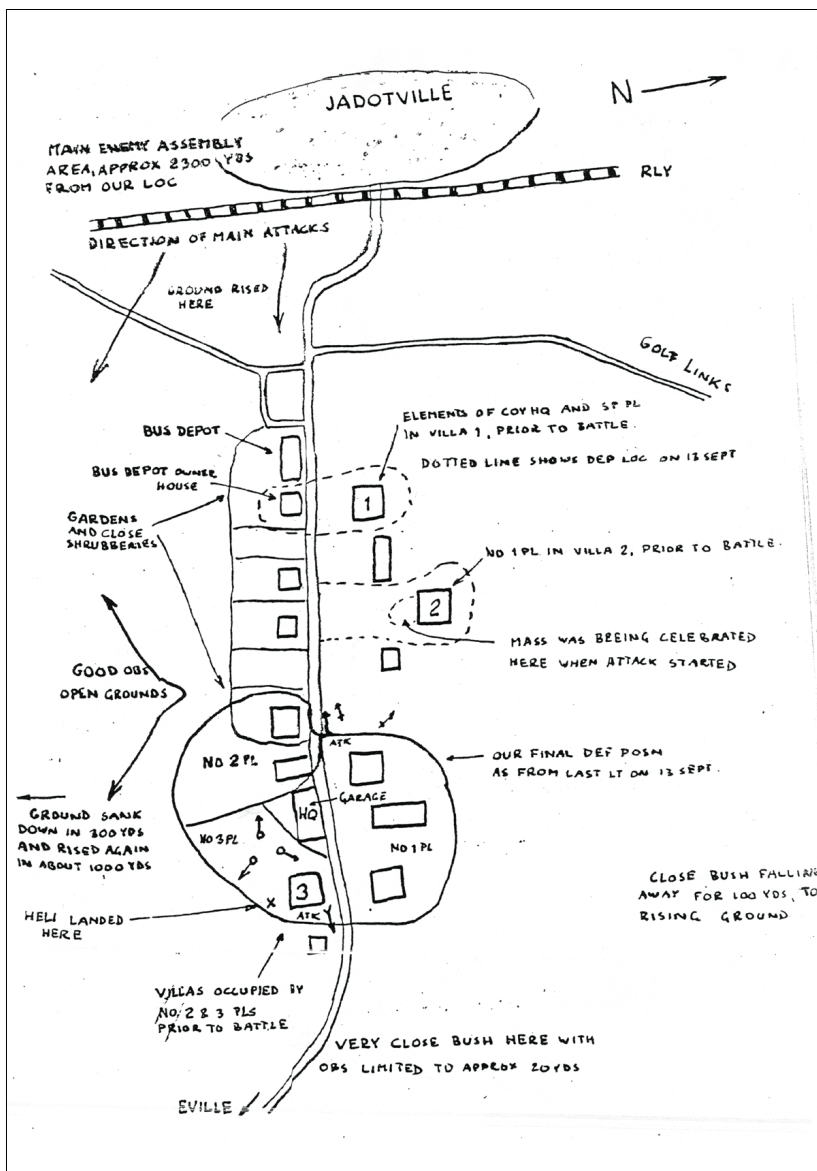 JADOTVILLE
N
MAIN ENEMY ASSEMBLY
AREA, APPROX 2300 YDS
FROM OUR LOC
RLY
DIRECTION OF MAIN ATTACKS
GROUND RISED
HERE
GOLF LINKS
ELEMENTS OF COY HQ AND SP PL
IN VILLA 1, PRIOR TO BATTLE.
BUS DEPOT
DOTTED LINE SHOWS DEP LOC ON 13 SEPT
BUS DEPOT OWNER
HOUSE
1
GARDENS
AND CLOSE
SHRUBBERIES
NO 1 PL IN VILLA 2, PRIOR TO BATTLE.
2
MASS WAS BEEING CELEBRATED
HERE WHEN ATTACK STARTED
GOOD OBS
OPEN GROUNDS
ATK
NO 2 PL
OUR FINAL DEF POSN
AS FROM LAST LT ON 13 SEPT.
GARAGE
HQ
GROUND SANK
DOWN IN 300 YDS
AND RISED AGAIN
IN ABOUT 1000 YDS
NO 3 PL
NO 1 PL
3
CLOSE BUSH FALLING
AWAY FOR 100 YDS, TO
RISING GROUND
X
ATK
HELI LANDED
HERE
VILLAS OCCUPIED BY
NO. 2 & 3 PLS
PRIOR TO BATTLE
VERY CLOSE BUSH HERE WITH
OBS LIMITED TO APPROX 20 YDS
EVILLE